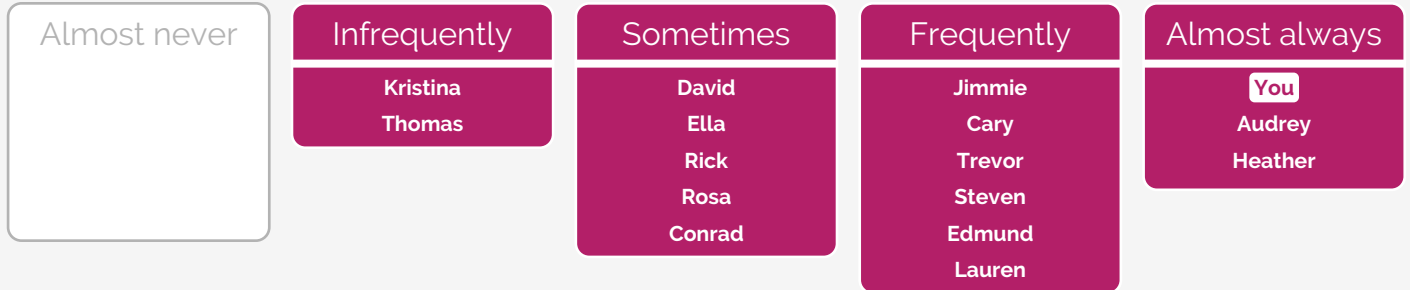 Almost never
Infrequently
Kristina
Thomas
Sometimes
David
Ella
Rick
Rosa
Conrad
Frequently
Jimmie
Cary
Trevor
Steven
Edmund
Lauren
Almost always
You
Audrey
Heather